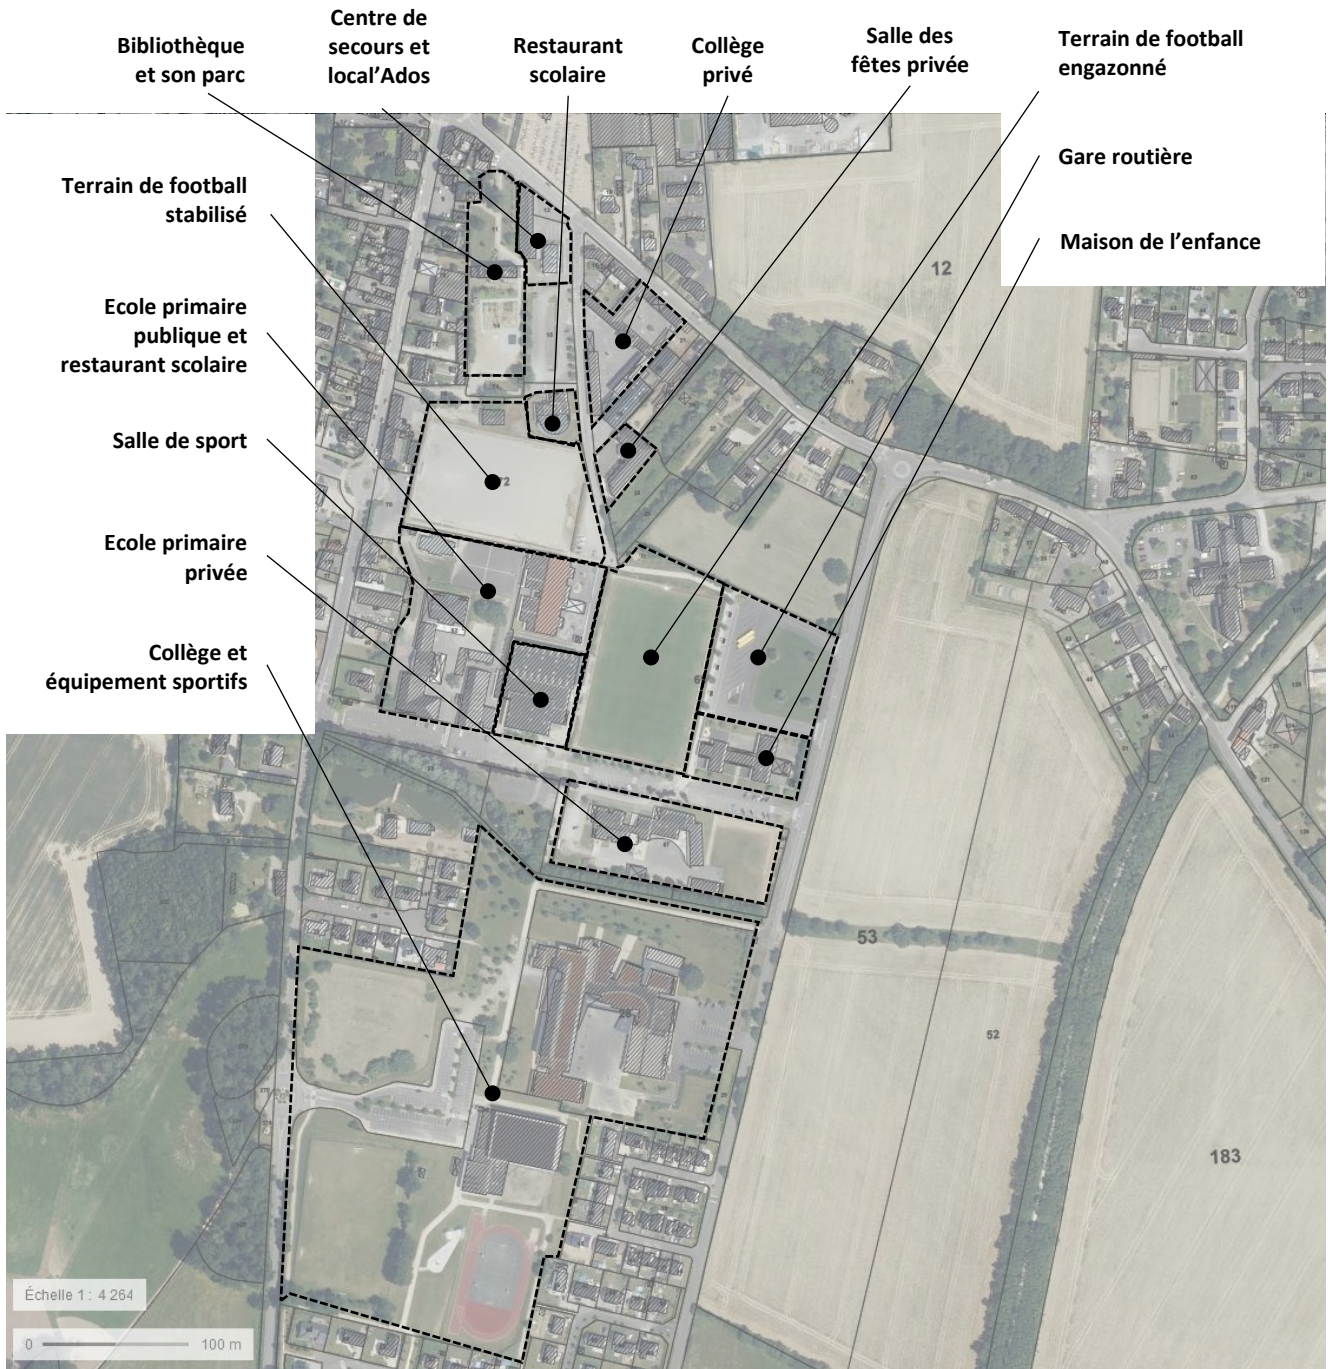 Bibliothèque
et son parc
Centre de
secours et
local’Ados
Restaurant
scolaire
Collège
privé
Salle des
fêtes privée
Terrain de football
engazonné
Gare routière
Maison de l’enfance
Terrain de football
stabilisé
Ecole primaire
publique et
restaurant scolaire
Salle de sport
Ecole primaire
privée
Collège et
équipement sportifs
12
53
52
183
Échelle 1 : 4 264
0 100 m